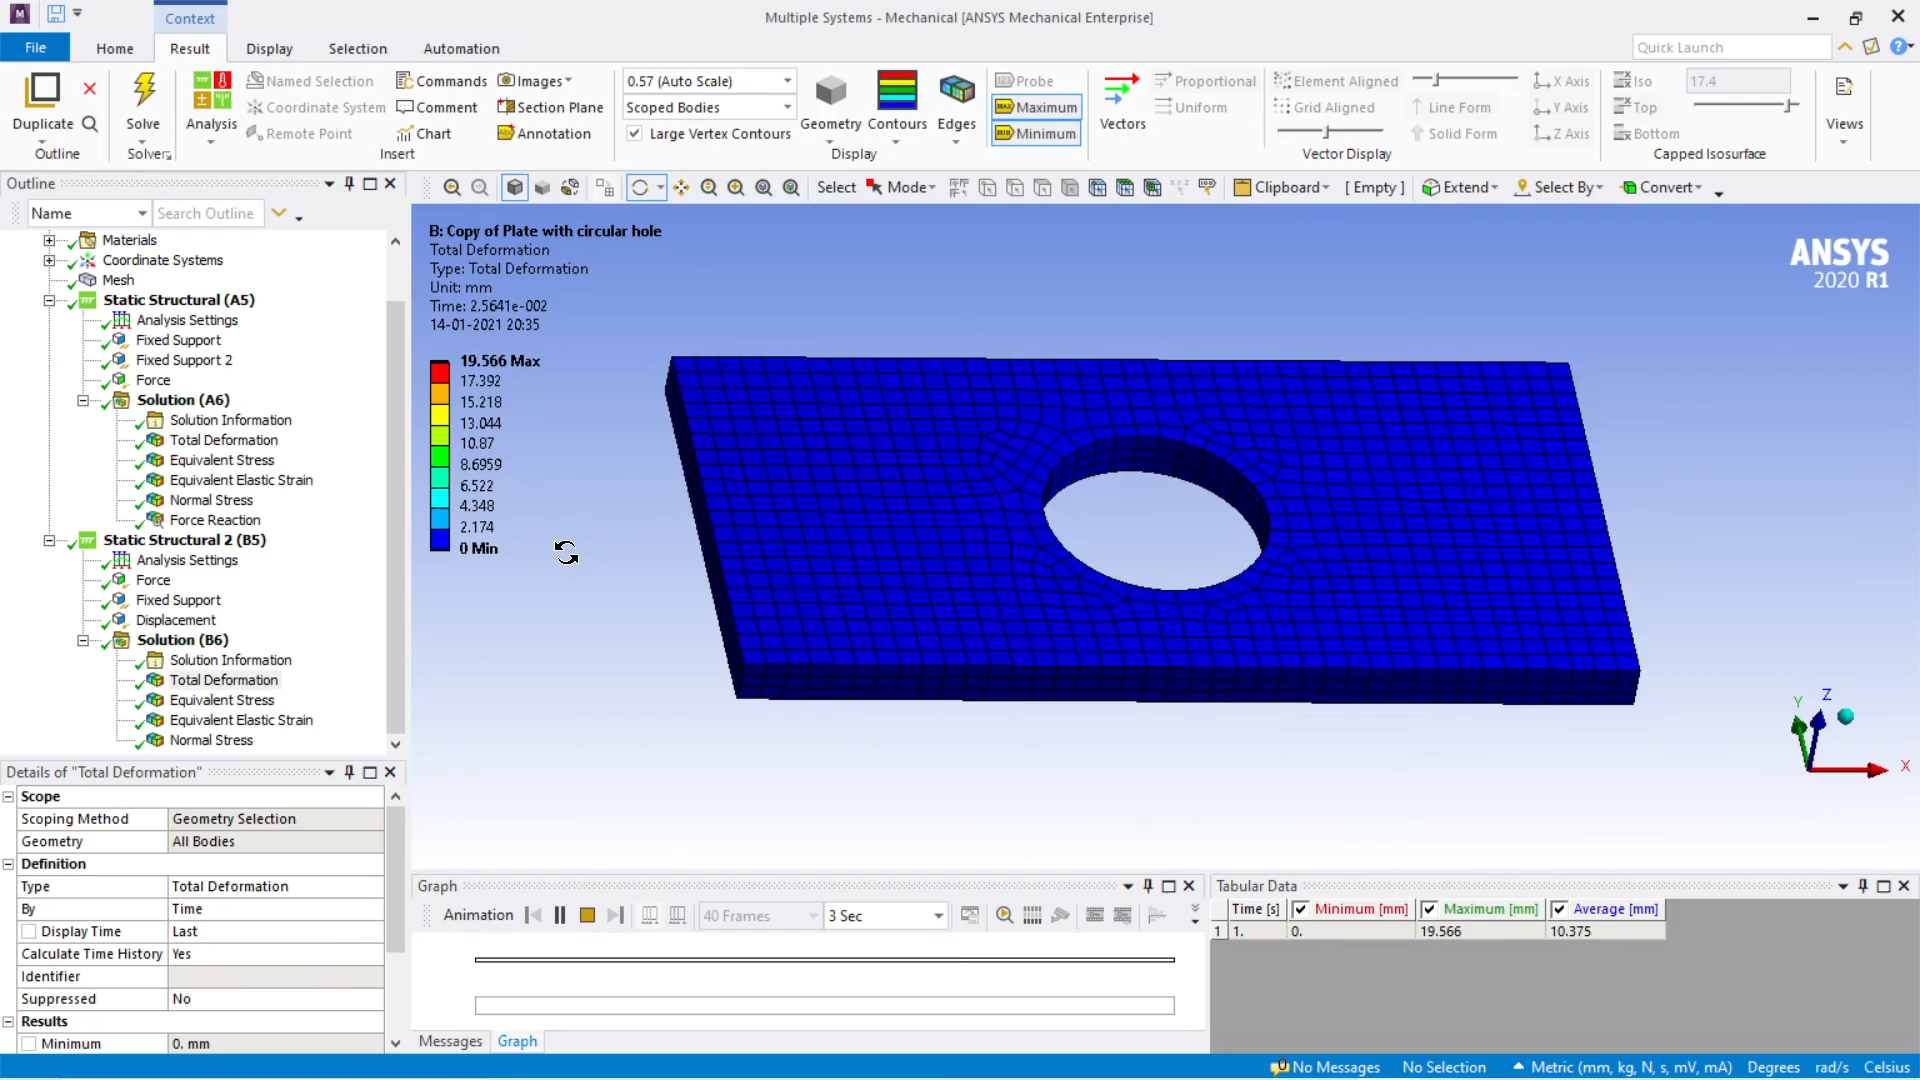 Context
Multiple Systems - Mechanical [ANSYS Mechanical Enterprise]
File
Home
Result
Display
Selection
Automation
Quick Launch
Duplicate
Outline
Solve
Solver
Analysis
Named Selection
Coordinate System
Remote Point
Commands
Comment
Chart
Images
Section Plane
Annotation
Insert
0.57 (Auto Scale)
Scoped Bodies
Large Vertex Contours
Geometry
Contours
Edges
Display
Probe
Maximum
Minimum
Vectors
Proportional
Uniform
Element Aligned
Grid Aligned
Line Form
Solid Form
X Axis
Y Axis
Z Axis
Vector Display
Iso
17.4
Top
Bottom
Capped Isosurface
Views
Outline
Name
Search Outline
Select
Mode
Clipboard
[ Empty ]
Extend
Select By
Convert
Materials
Coordinate Systems
Mesh
Static Structural (A5)
Analysis Settings
Fixed Support
Fixed Support 2
Force
Solution (A6)
Solution Information
Total Deformation
Equivalent Stress
Equivalent Elastic Strain
Normal Stress
Force Reaction
Static Structural 2 (B5)
Analysis Settings
Force
Fixed Support
Displacement
Solution (B6)
Solution Information
Total Deformation
Equivalent Stress
Equivalent Elastic Strain
Normal Stress
B: Copy of Plate with circular hole
Total Deformation
Type: Total Deformation
Unit: mm
Time: 2.5641e-002
14-01-2021 20:35
19.566 Max
17.392
15.218
13.044
10.87
8.6959
6.522
4.348
2.174
0 Min
ANSYS
2020 R1
Y
Z
X
Details of "Total Deformation"
Scope
Scoping Method Geometry Selection
Geometry All Bodies
Definition
Type Total Deformation
By Time
Display Time Last
Calculate Time History Yes
Identifier
Suppressed No
Results
Minimum 0. mm
Graph
Animation
40 Frames
3 Sec
Messages
Graph
Tabular Data
Time [s] Minimum [mm] Maximum [mm] Average [mm]
1 1. 0. 19.566 10.375
No Messages
No Selection
Metric (mm, kg, N, s, mV, mA)
Degrees
rad/s
Celsius